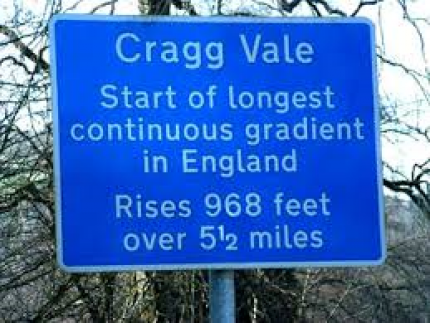 Cragg Vale
Start of longest
continuous gradient
in England
Rises 968 feet
over 5½ miles